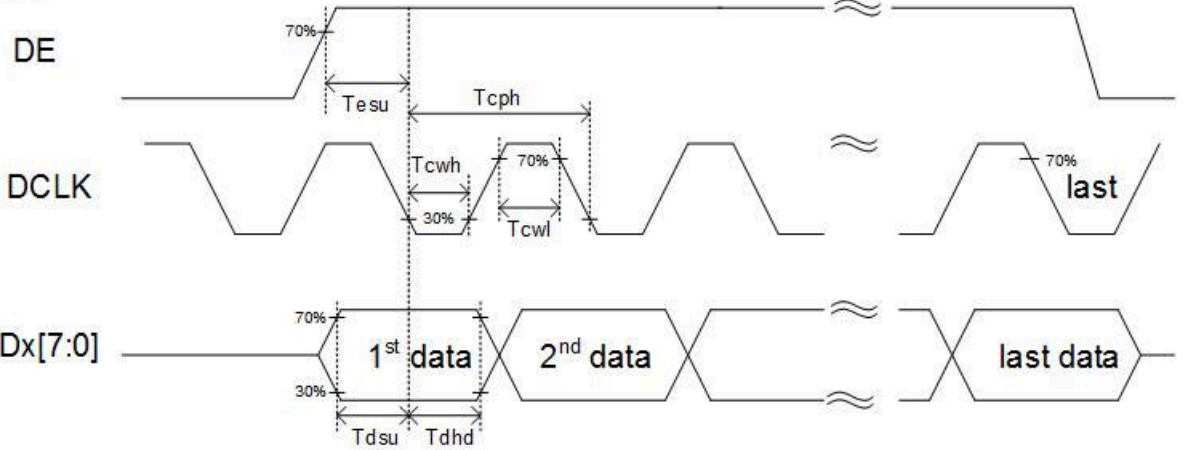 DE
70%
Tesu
Tcph
DCLK
Tcwh
70%
70%
30%
last
Tcwl
Dx[7:0]
70%
1st data
2nd data
last data
30%
Tdsu
Tdhd